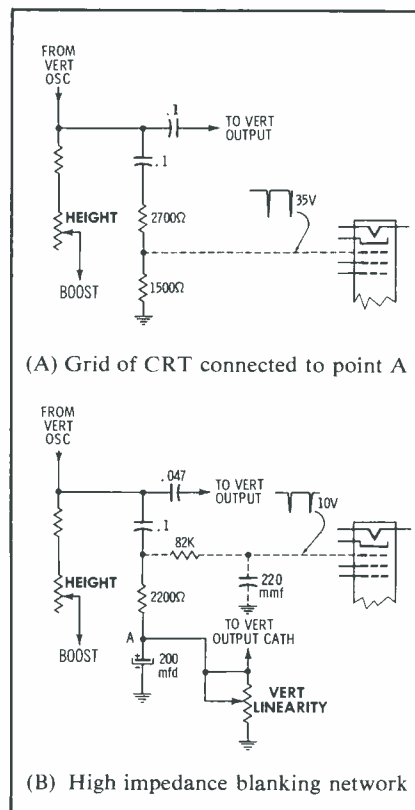 FROM
VERT
OSC
.1
TO VERT
OUTPUT
.1
HEIGHT
2700Ω
35V
BOOST
1500Ω
(A) Grid of CRT connected to point A
FROM
VERT
OSC
.047
TO VERT
OUTPUT
10V
.1
82K
HEIGHT
2200Ω
220
mmf
BOOST
A
TO VERT
OUTPUT CATH
+
-
200
mfd
VERT
LINEARITY
(B) High impedance blanking network